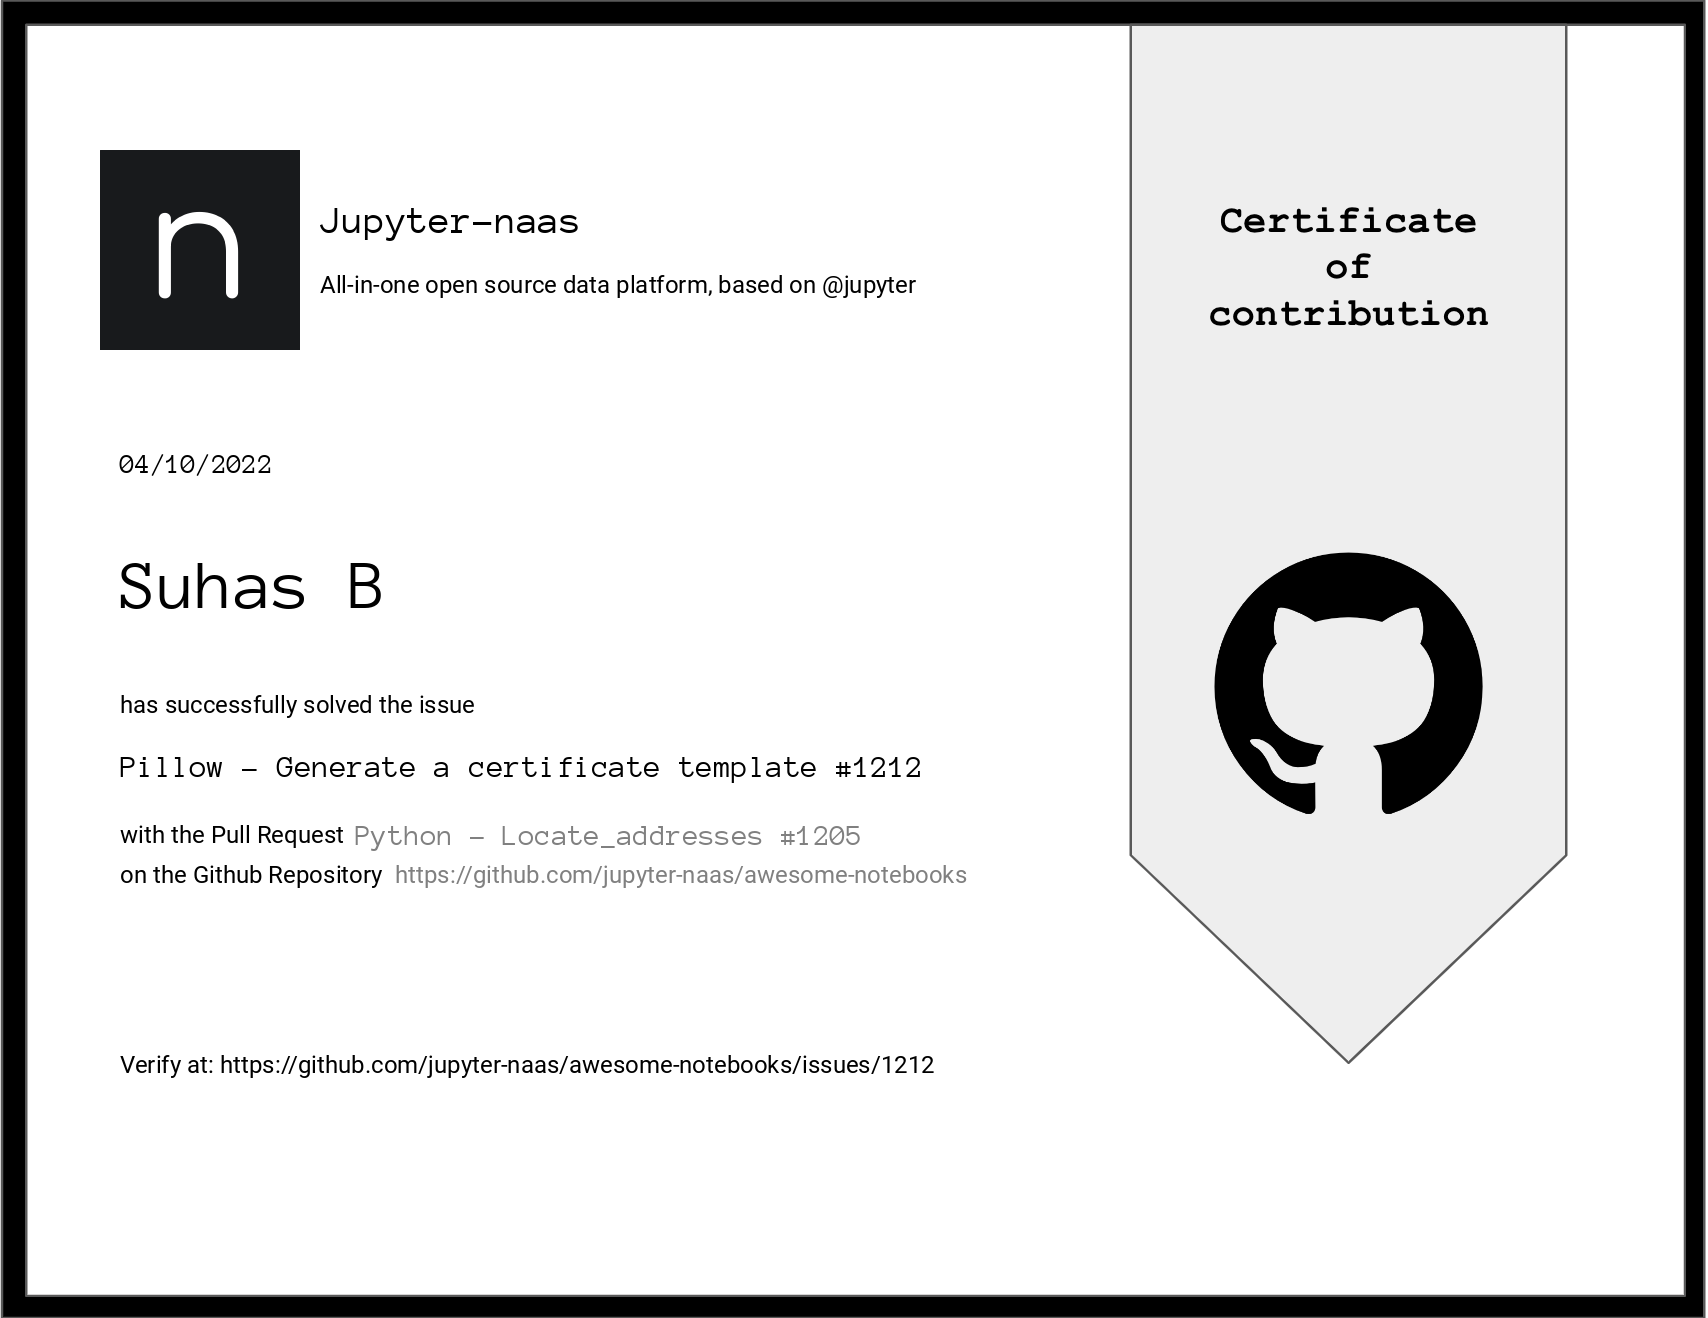 n
Jupyter-naas
All-in-one open source data platform, based on @jupyter
Certificate
of
contribution
04/10/2022
Suhas B
has successfully solved the issue
Pillow - Generate a certificate template #1212
with the Pull Request Python - Locate_addresses #1205
on the Github Repository https://github.com/jupyter-naas/awesome-notebooks
Verify at: https://github.com/jupyter-naas/awesome-notebooks/issues/1212